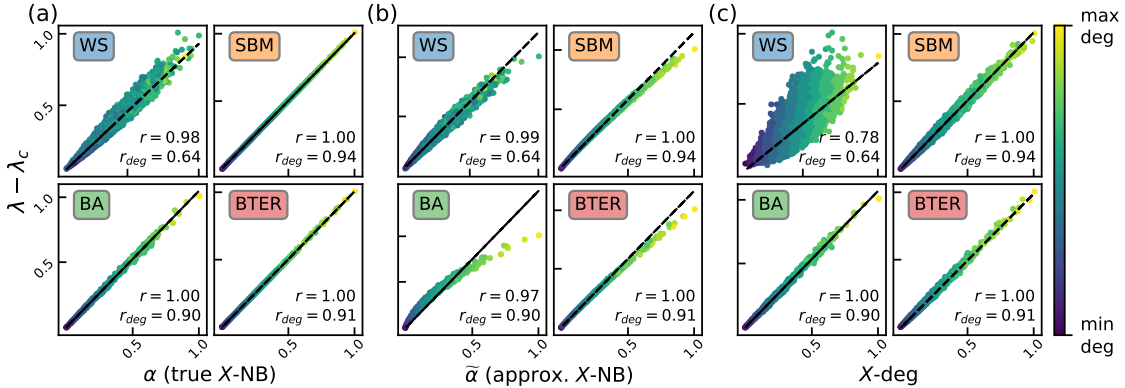 (a)
(b)
(c)
max
deg
1.0
0.5
λ − λ_c
WS
r = 0.98
r_deg = 0.64
SBM
r = 1.00
r_deg = 0.94
WS
r = 0.99
r_deg = 0.64
SBM
r = 1.00
r_deg = 0.94
WS
r = 0.78
r_deg = 0.64
SBM
r = 1.00
r_deg = 0.94
1.0
0.5
BA
r = 1.00
r_deg = 0.90
BTER
r = 1.00
r_deg = 0.91
BA
r = 0.97
r_deg = 0.90
BTER
r = 1.00
r_deg = 0.91
BA
r = 1.00
r_deg = 0.90
BTER
r = 1.00
r_deg = 0.91
min
deg
0.5
1.0
0.5
1.0
0.5
1.0
0.5
1.0
0.5
1.0
0.5
1.0
α (true X-NB)
α̃ (approx. X-NB)
X-deg